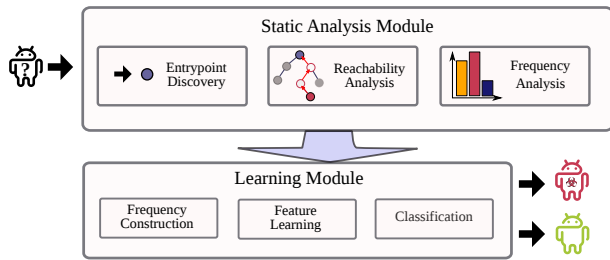 Static Analysis Module
?
Entrypoint
Discovery
Reachability
Analysis
Frequency
Analysis
Learning Module
Frequency
Construction
Feature
Learning
Classification